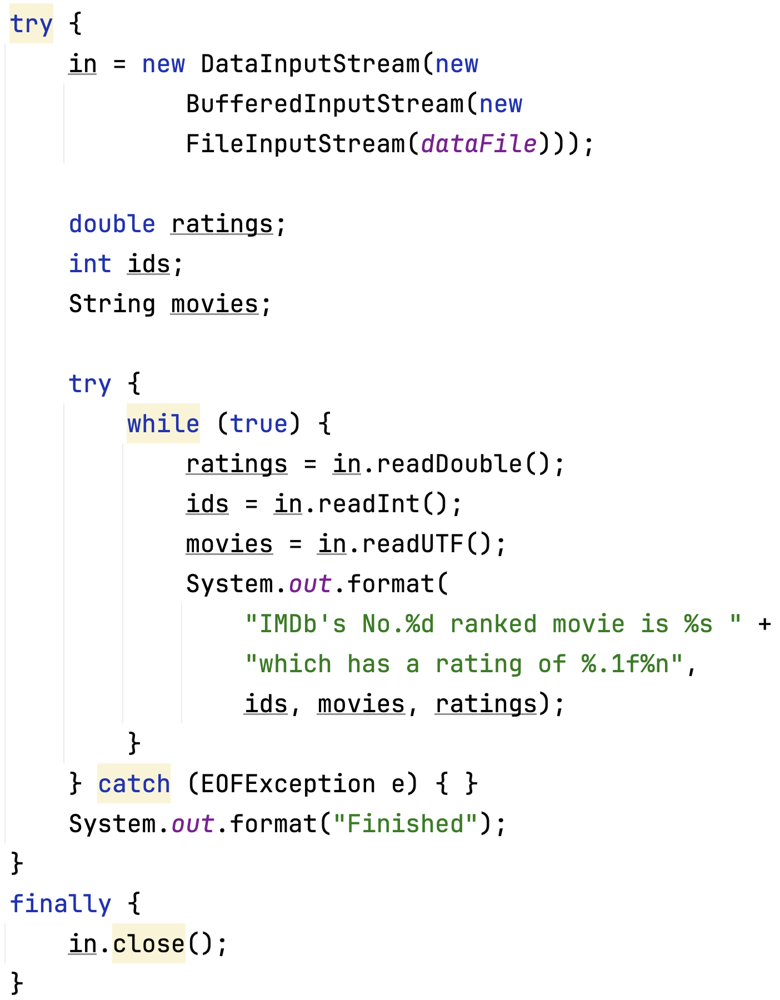 try {
    in = new DataInputStream(new
            BufferedInputStream(new
            FileInputStream(dataFile)));

    double ratings;
    int ids;
    String movies;

    try {
        while (true) {
            ratings = in.readDouble();
            ids = in.readInt();
            movies = in.readUTF();
            System.out.format(
                "IMDb's No.%d ranked movie is %s " +
                "which has a rating of %.1f%n",
                ids, movies, ratings);
        }
    } catch (EOFException e) { }
    System.out.format("Finished");
}
finally {
    in.close();
}